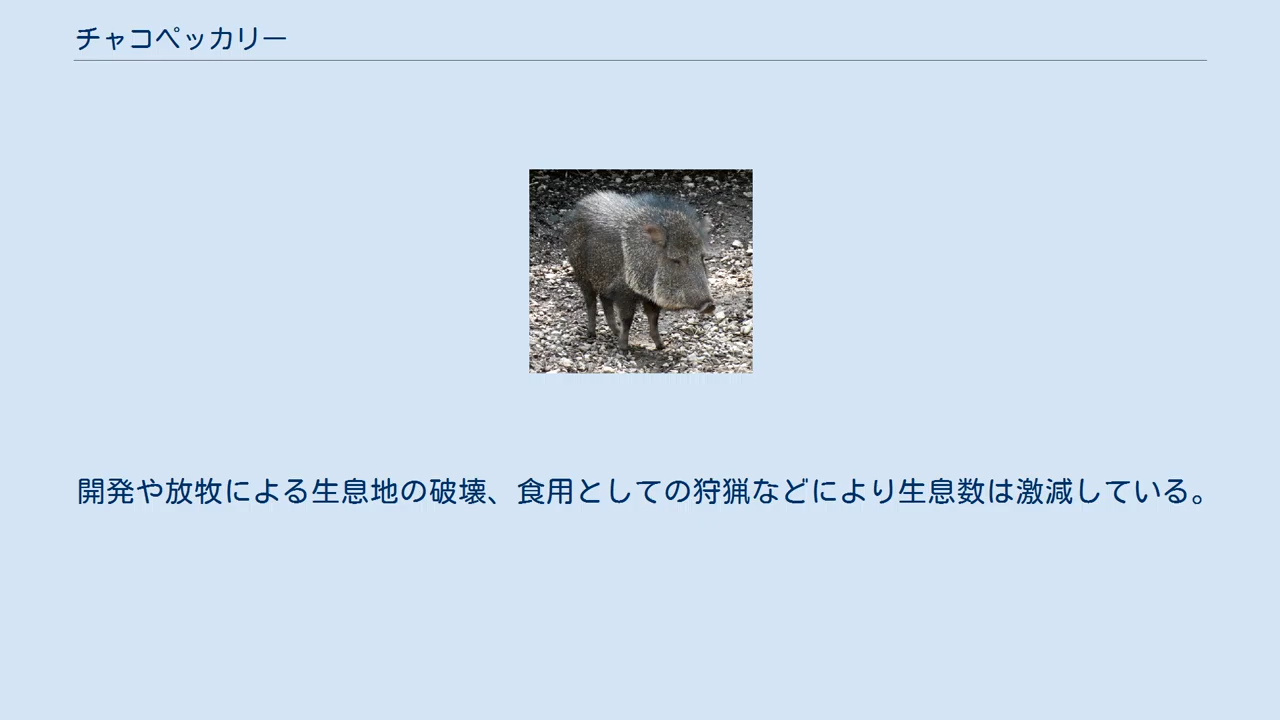 チャコペッカリー
開発や放牧による生息地の破壊、食用としての狩猟などにより生息数は激減している。